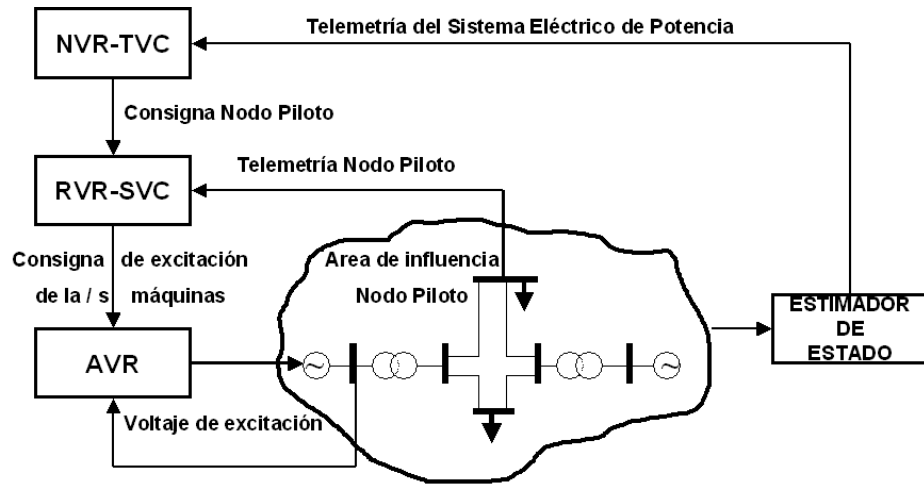 NVR-TVC
Telemetría del Sistema Eléctrico de Potencia
Consigna Nodo Piloto
Telemetría Nodo Piloto
RVR-SVC
Consigna de excitación
de la / s máquinas
Area de influencia
Nodo Piloto
ESTIMADOR
DE
ESTADO
AVR
Voltaje de excitación